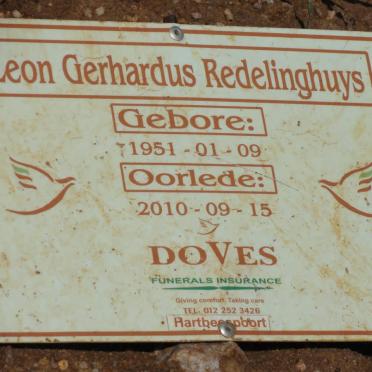 Leon Gerhardus Redelinghuys
Gebore:
1951 - 01 - 09
Oorlede:
2010 - 09 - 15
DOVES
FUNERALS INSURANCE
Giving comfort. Taking care
TEL. 012 252 3426
Hartbeespoort